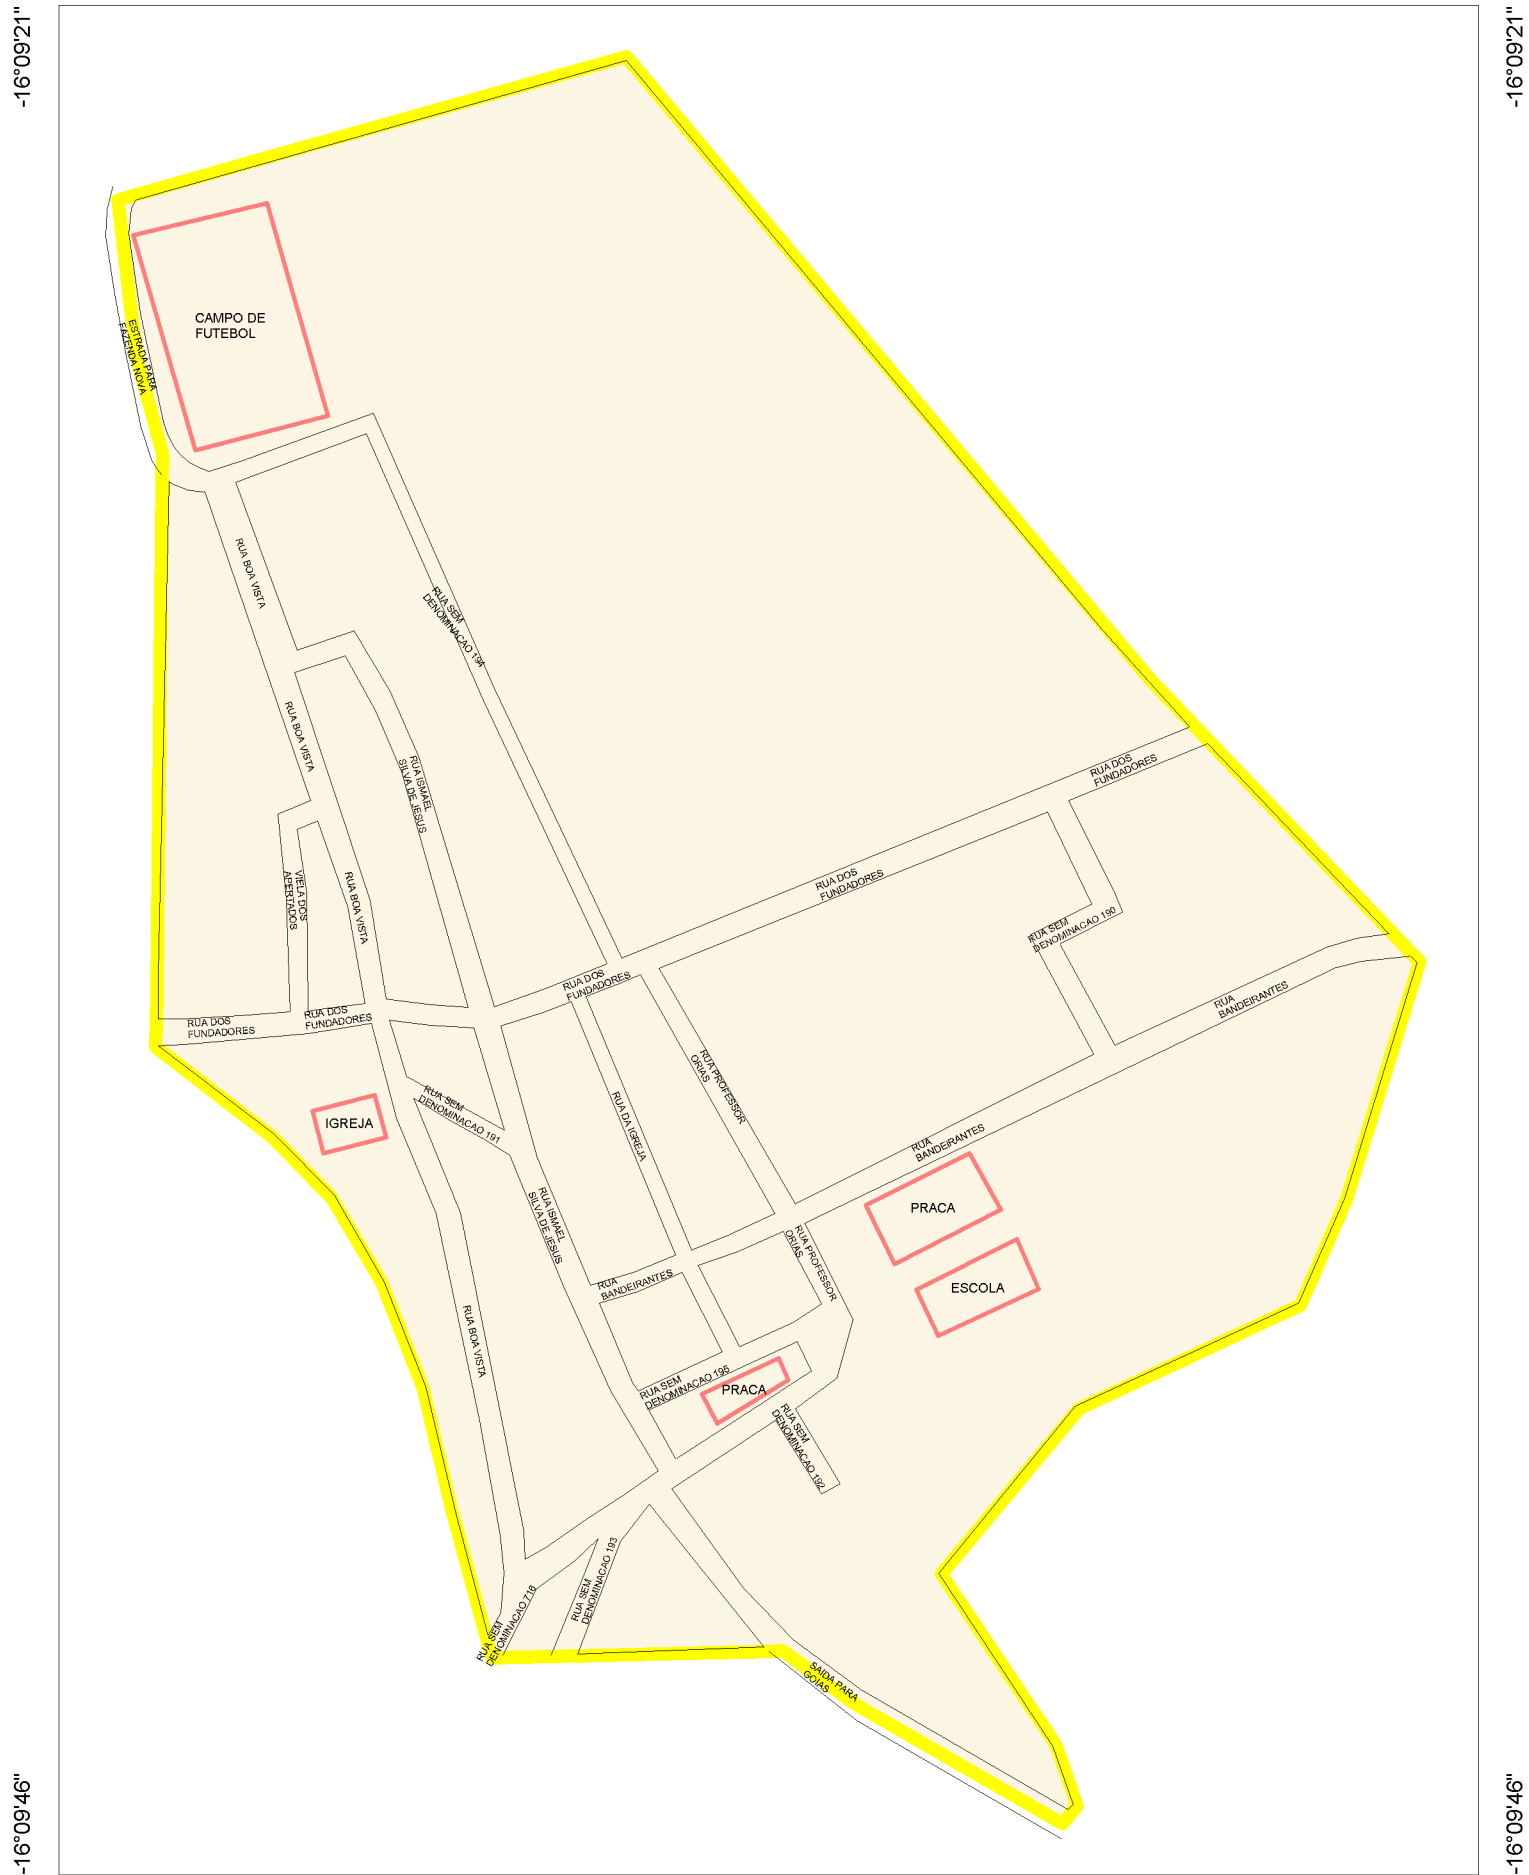 -16°09'21"
-16°09'21"
CAMPO DE
FUTEBOL
ESTRADA PARA
FAZENDA NOVA
RUA BOA VISTA
RUA SEM
DENOMINACAO 194
RUA BOA VISTA
RUA ISMAEL
SILVA DE JESUS
RUA DOS
FUNDADORES
RUA DOS
FUNDADORES
VIELA DOS
APERTADOS
RUA BOA VISTA
RUA SEM
DENOMINACAO 190
RUA DOS
FUNDADORES
RUA
BANDEIRANTES
RUA DOS
FUNDADORES
RUA DOS
FUNDADORES
RUA PROFESSOR
ORIAS
RUA SEM
DENOMINACAO 191
RUA DA IGREJA
IGREJA
RUA
BANDEIRANTES
RUA ISMAEL
SILVA DE JESUS
PRACA
RUA PROFESSOR
ORIAS
RUA
BANDEIRANTES
ESCOLA
RUA BOA VISTA
RUA SEM
DENOMINACAO 195
PRACA
RUA SEM
DENOMINACAO 192
RUA SEM
DENOMINACAO 193
RUA SEM
DENOMINACAO 716
SAIDA PARA
GOIAS
-16°09'46"
-16°09'46"